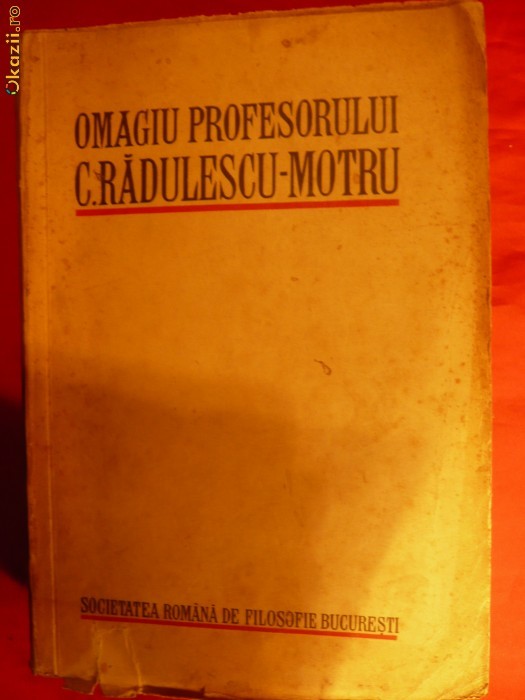 Okazii.ro
OMAGIU PROFESORULUI
C.RĂDULESCU-MOTRU
SOCIETATEA ROMÂNĂ DE FILOSOFIE BUCUREȘTI